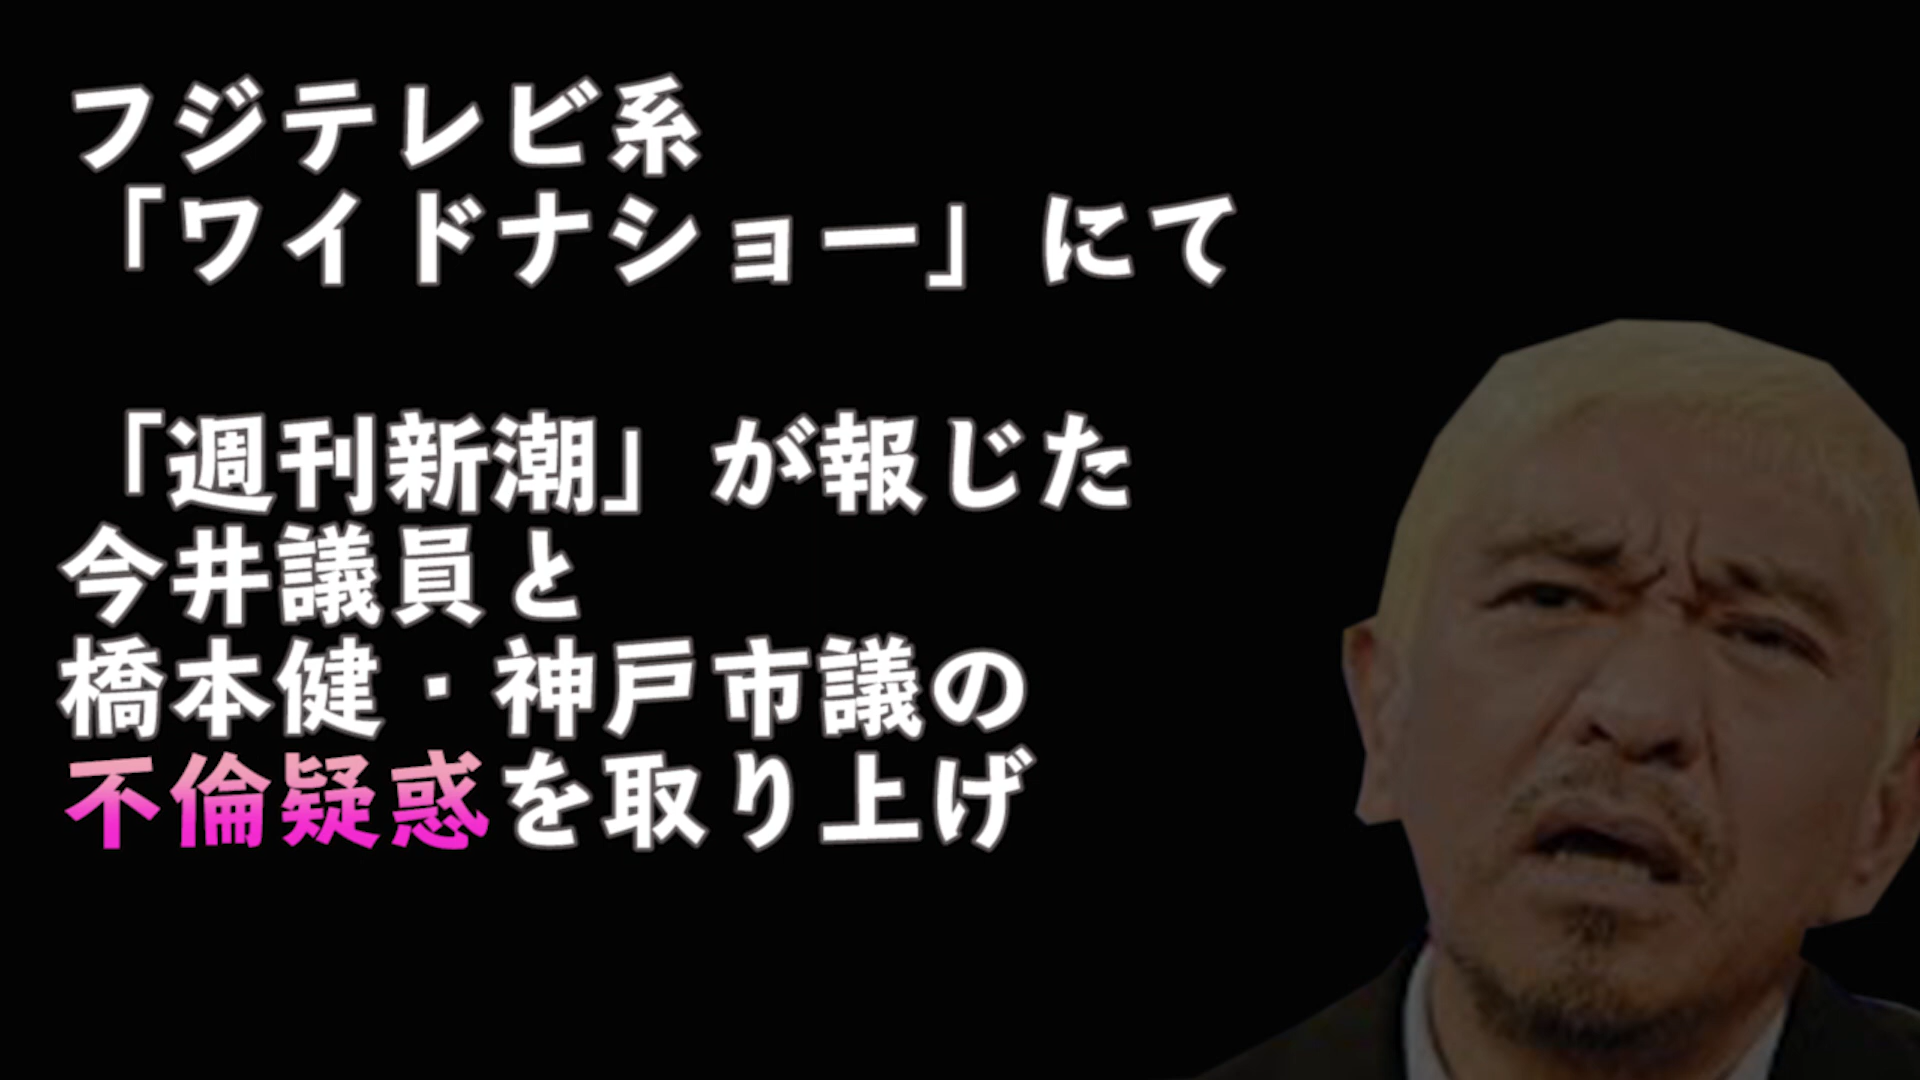 フジテレビ系
「ワイドナショー」にて
「週刊新潮」が報じた
今井議員と
橋本健・神戸市議の
不倫疑惑を取り上げ